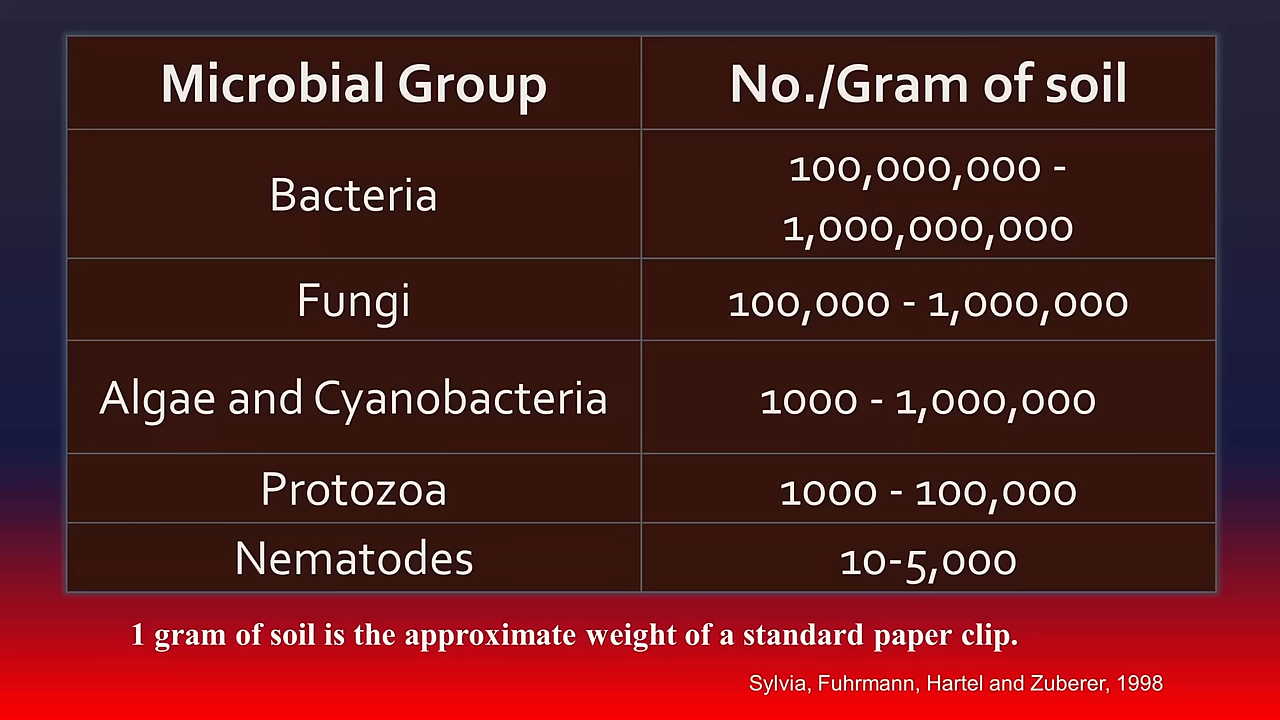 Microbial Group
No./Gram of soil
Bacteria
100,000,000 -
1,000,000,000
Fungi
100,000 - 1,000,000
Algae and Cyanobacteria
1000 - 1,000,000
Protozoa
1000 - 100,000
Nematodes
10-5,000
1 gram of soil is the approximate weight of a standard paper clip.
Sylvia, Fuhrmann, Hartel and Zuberer, 1998